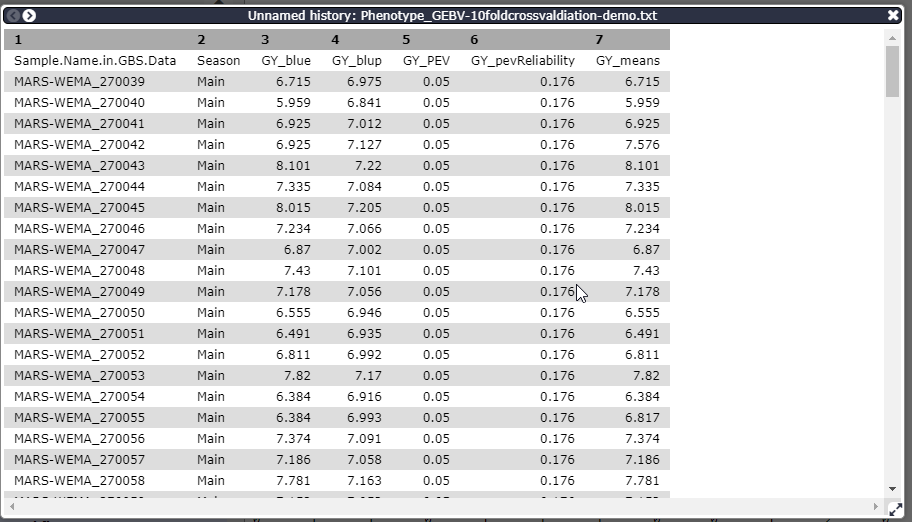 Unnamed history: Phenotype_GEBV-10foldcrossvaldiation-demo.txt
1 2 3 4 5 6 7
Sample.Name.in.GBS.Data Season GY_blue GY_blup GY_PEV GY_pevReliability GY_means
MARS-WEMA_270039 Main 6.715 6.975 0.05 0.176 6.715
MARS-WEMA_270040 Main 5.959 6.841 0.05 0.176 5.959
MARS-WEMA_270041 Main 6.925 7.012 0.05 0.176 6.925
MARS-WEMA_270042 Main 6.925 7.127 0.05 0.176 7.576
MARS-WEMA_270043 Main 8.101 7.22 0.05 0.176 8.101
MARS-WEMA_270044 Main 7.335 7.084 0.05 0.176 7.335
MARS-WEMA_270045 Main 8.015 7.205 0.05 0.176 8.015
MARS-WEMA_270046 Main 7.234 7.066 0.05 0.176 7.234
MARS-WEMA_270047 Main 6.87 7.002 0.05 0.176 6.87
MARS-WEMA_270048 Main 7.43 7.101 0.05 0.176 7.43
MARS-WEMA_270049 Main 7.178 7.056 0.05 0.176 7.178
MARS-WEMA_270050 Main 6.555 6.946 0.05 0.176 6.555
MARS-WEMA_270051 Main 6.491 6.935 0.05 0.176 6.491
MARS-WEMA_270052 Main 6.811 6.992 0.05 0.176 6.811
MARS-WEMA_270053 Main 7.82 7.17 0.05 0.176 7.82
MARS-WEMA_270054 Main 6.384 6.916 0.05 0.176 6.384
MARS-WEMA_270055 Main 6.384 6.993 0.05 0.176 6.817
MARS-WEMA_270056 Main 7.374 7.091 0.05 0.176 7.374
MARS-WEMA_270057 Main 7.186 7.058 0.05 0.176 7.186
MARS-WEMA_270058 Main 7.781 7.163 0.05 0.176 7.781